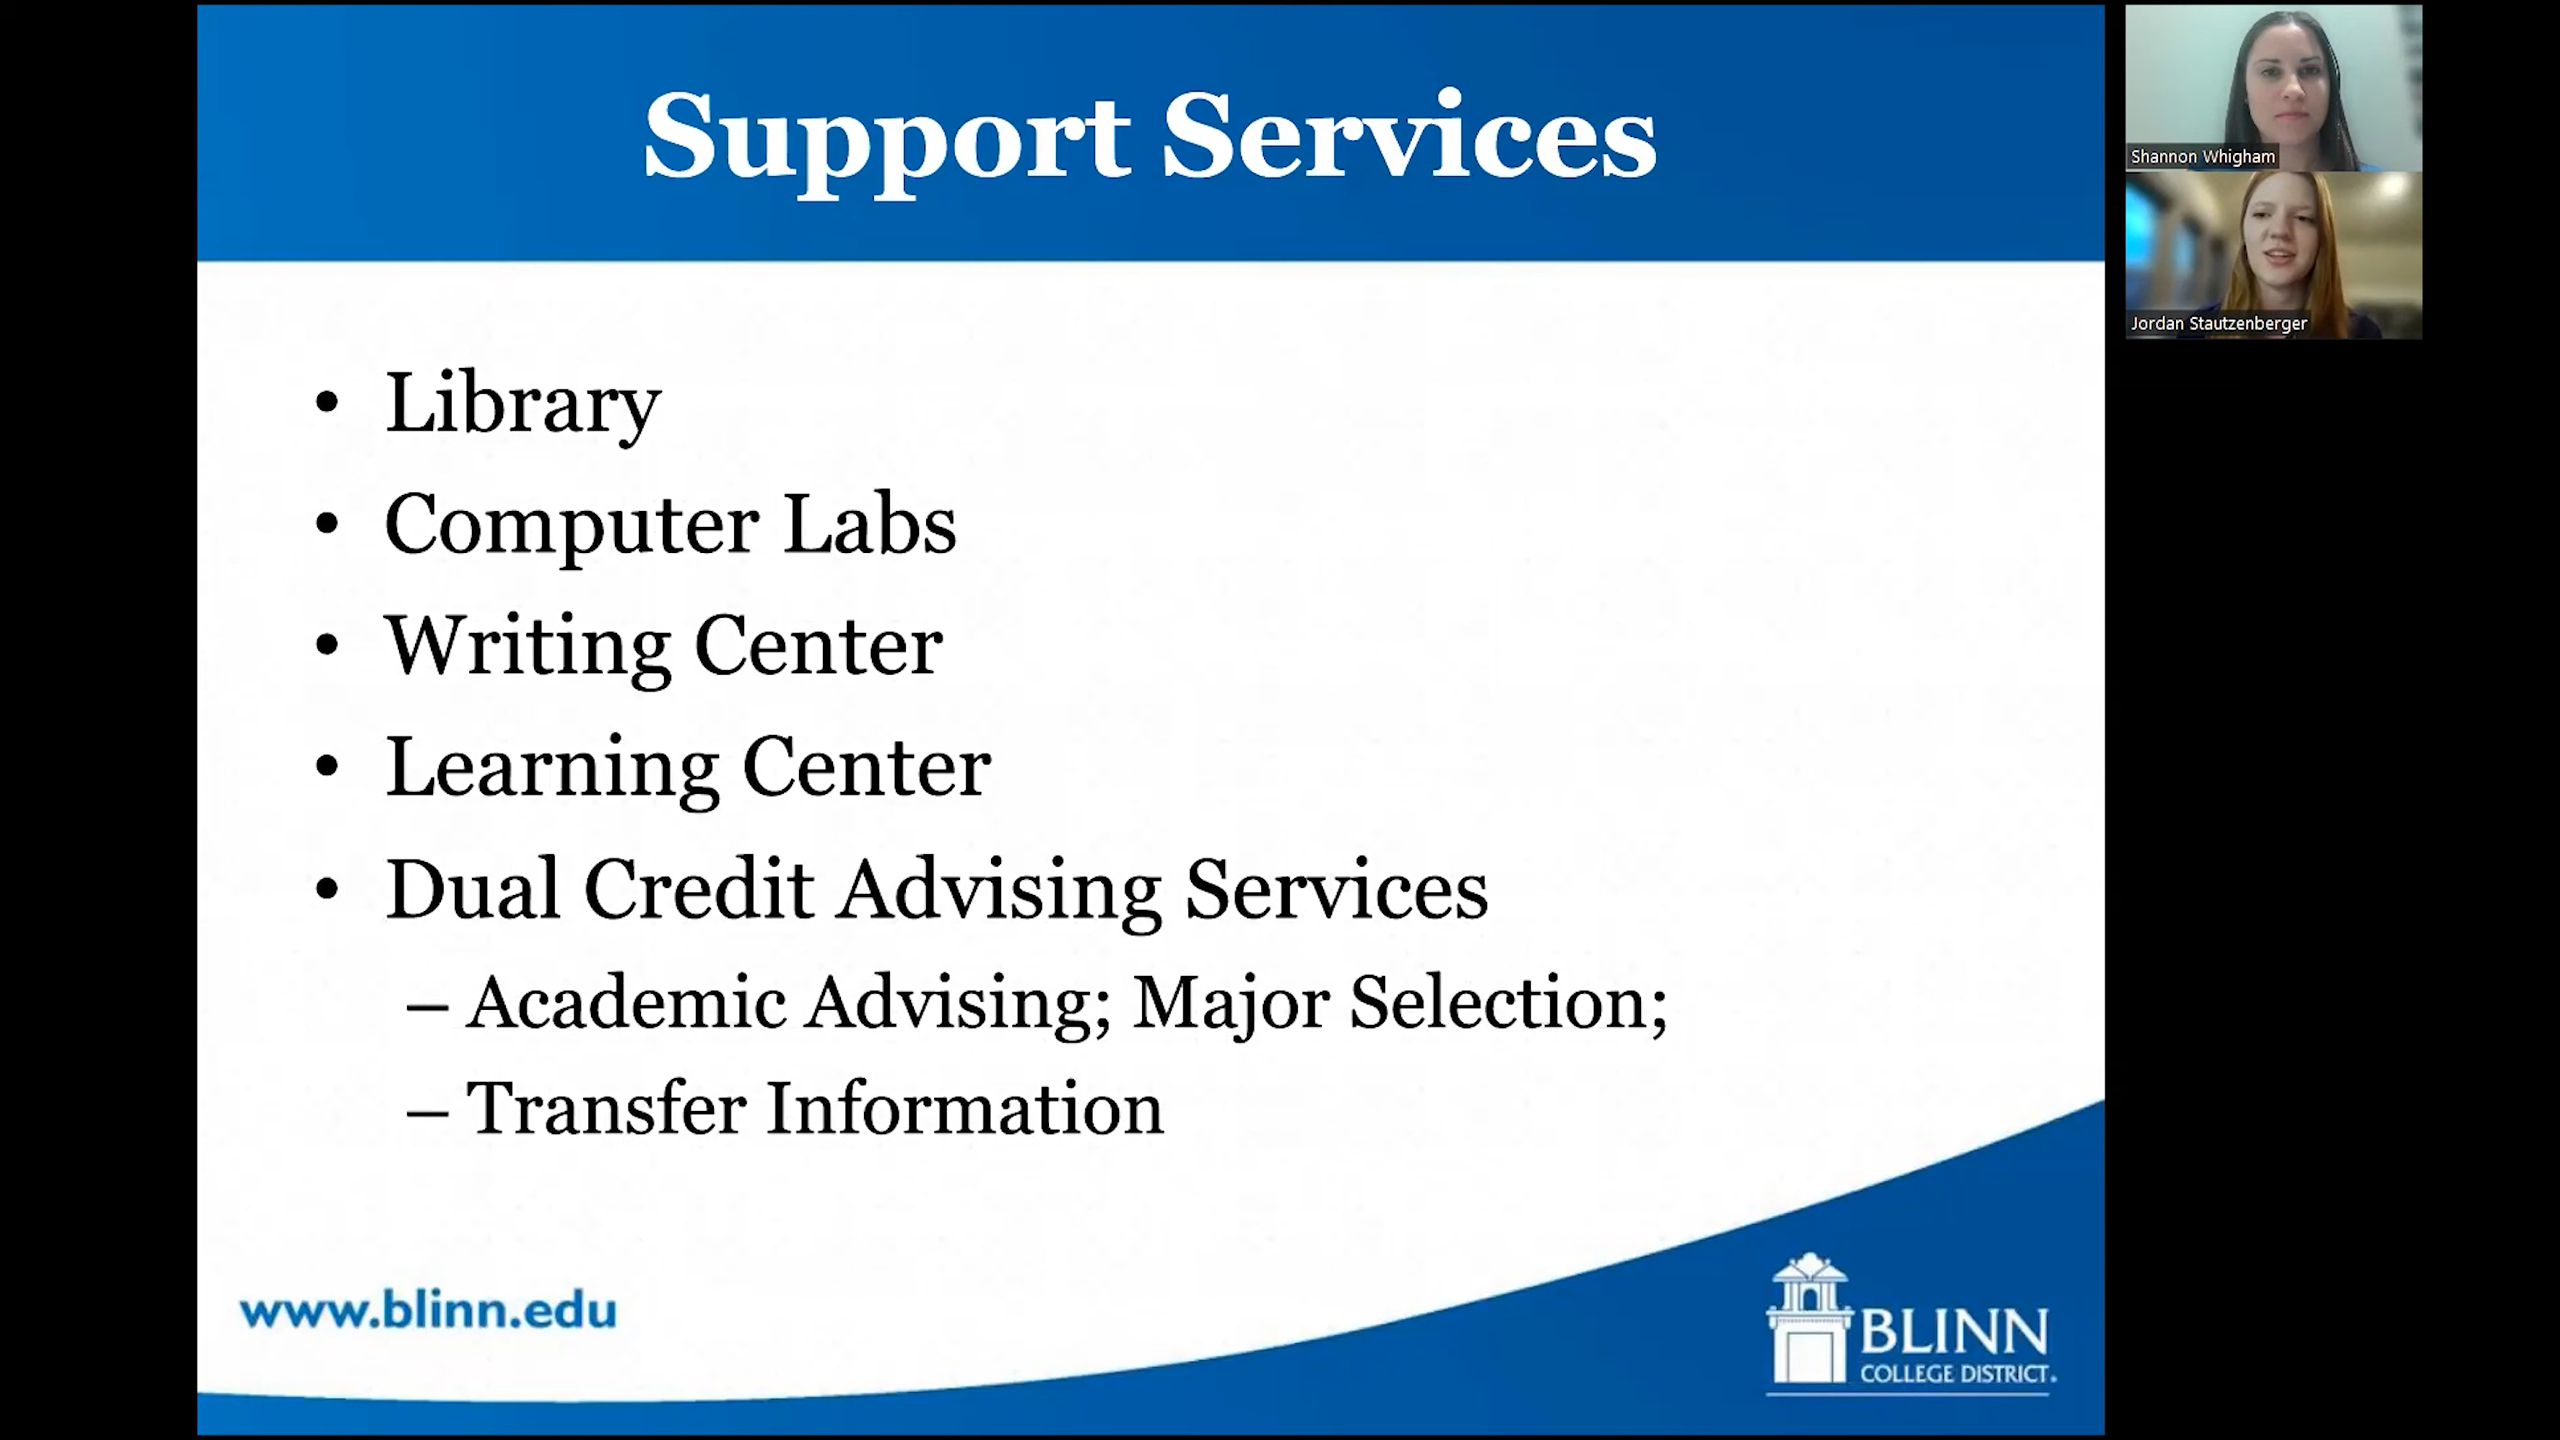 Support Services
• Library
• Computer Labs
• Writing Center
• Learning Center
• Dual Credit Advising Services
– Academic Advising; Major Selection;
– Transfer Information
www.blinn.edu
BLINN
COLLEGE DISTRICT.
Shannon Whigham
Jordan Stautzenberger